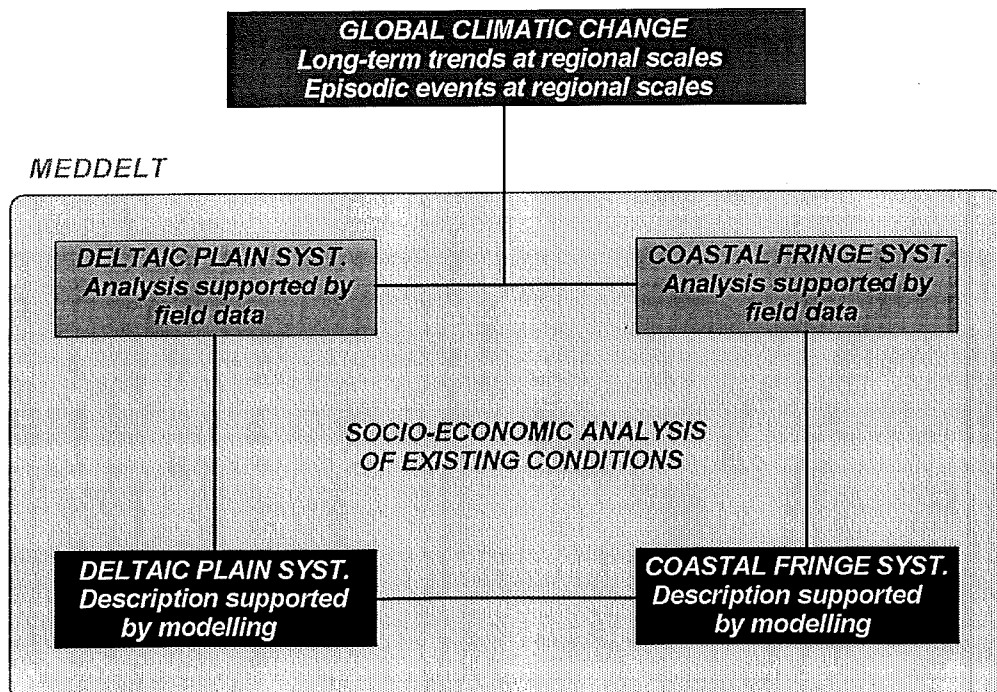 GLOBAL CLIMATIC CHANGE
Long-term trends at regional scales
Episodic events at regional scales
MEDDELT
DELTAIC PLAIN SYST.
Analysis supported by
field data
COASTAL FRINGE SYST.
Analysis supported by
field data
SOCIO-ECONOMIC ANALYSIS
OF EXISTING CONDITIONS
DELTAIC PLAIN SYST.
Description supported
by modelling
COASTAL FRINGE SYST.
Description supported
by modelling